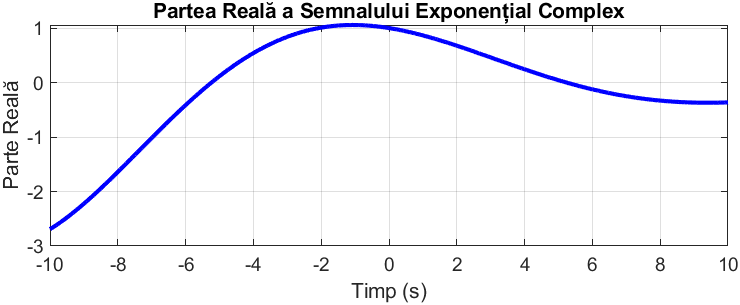 Partea Reală a Semnalului Exponențial Complex
Parte Reală
1
0
-1
-2
-3
-10 -8 -6 -4 -2 0 2 4 6 8 10
Timp (s)